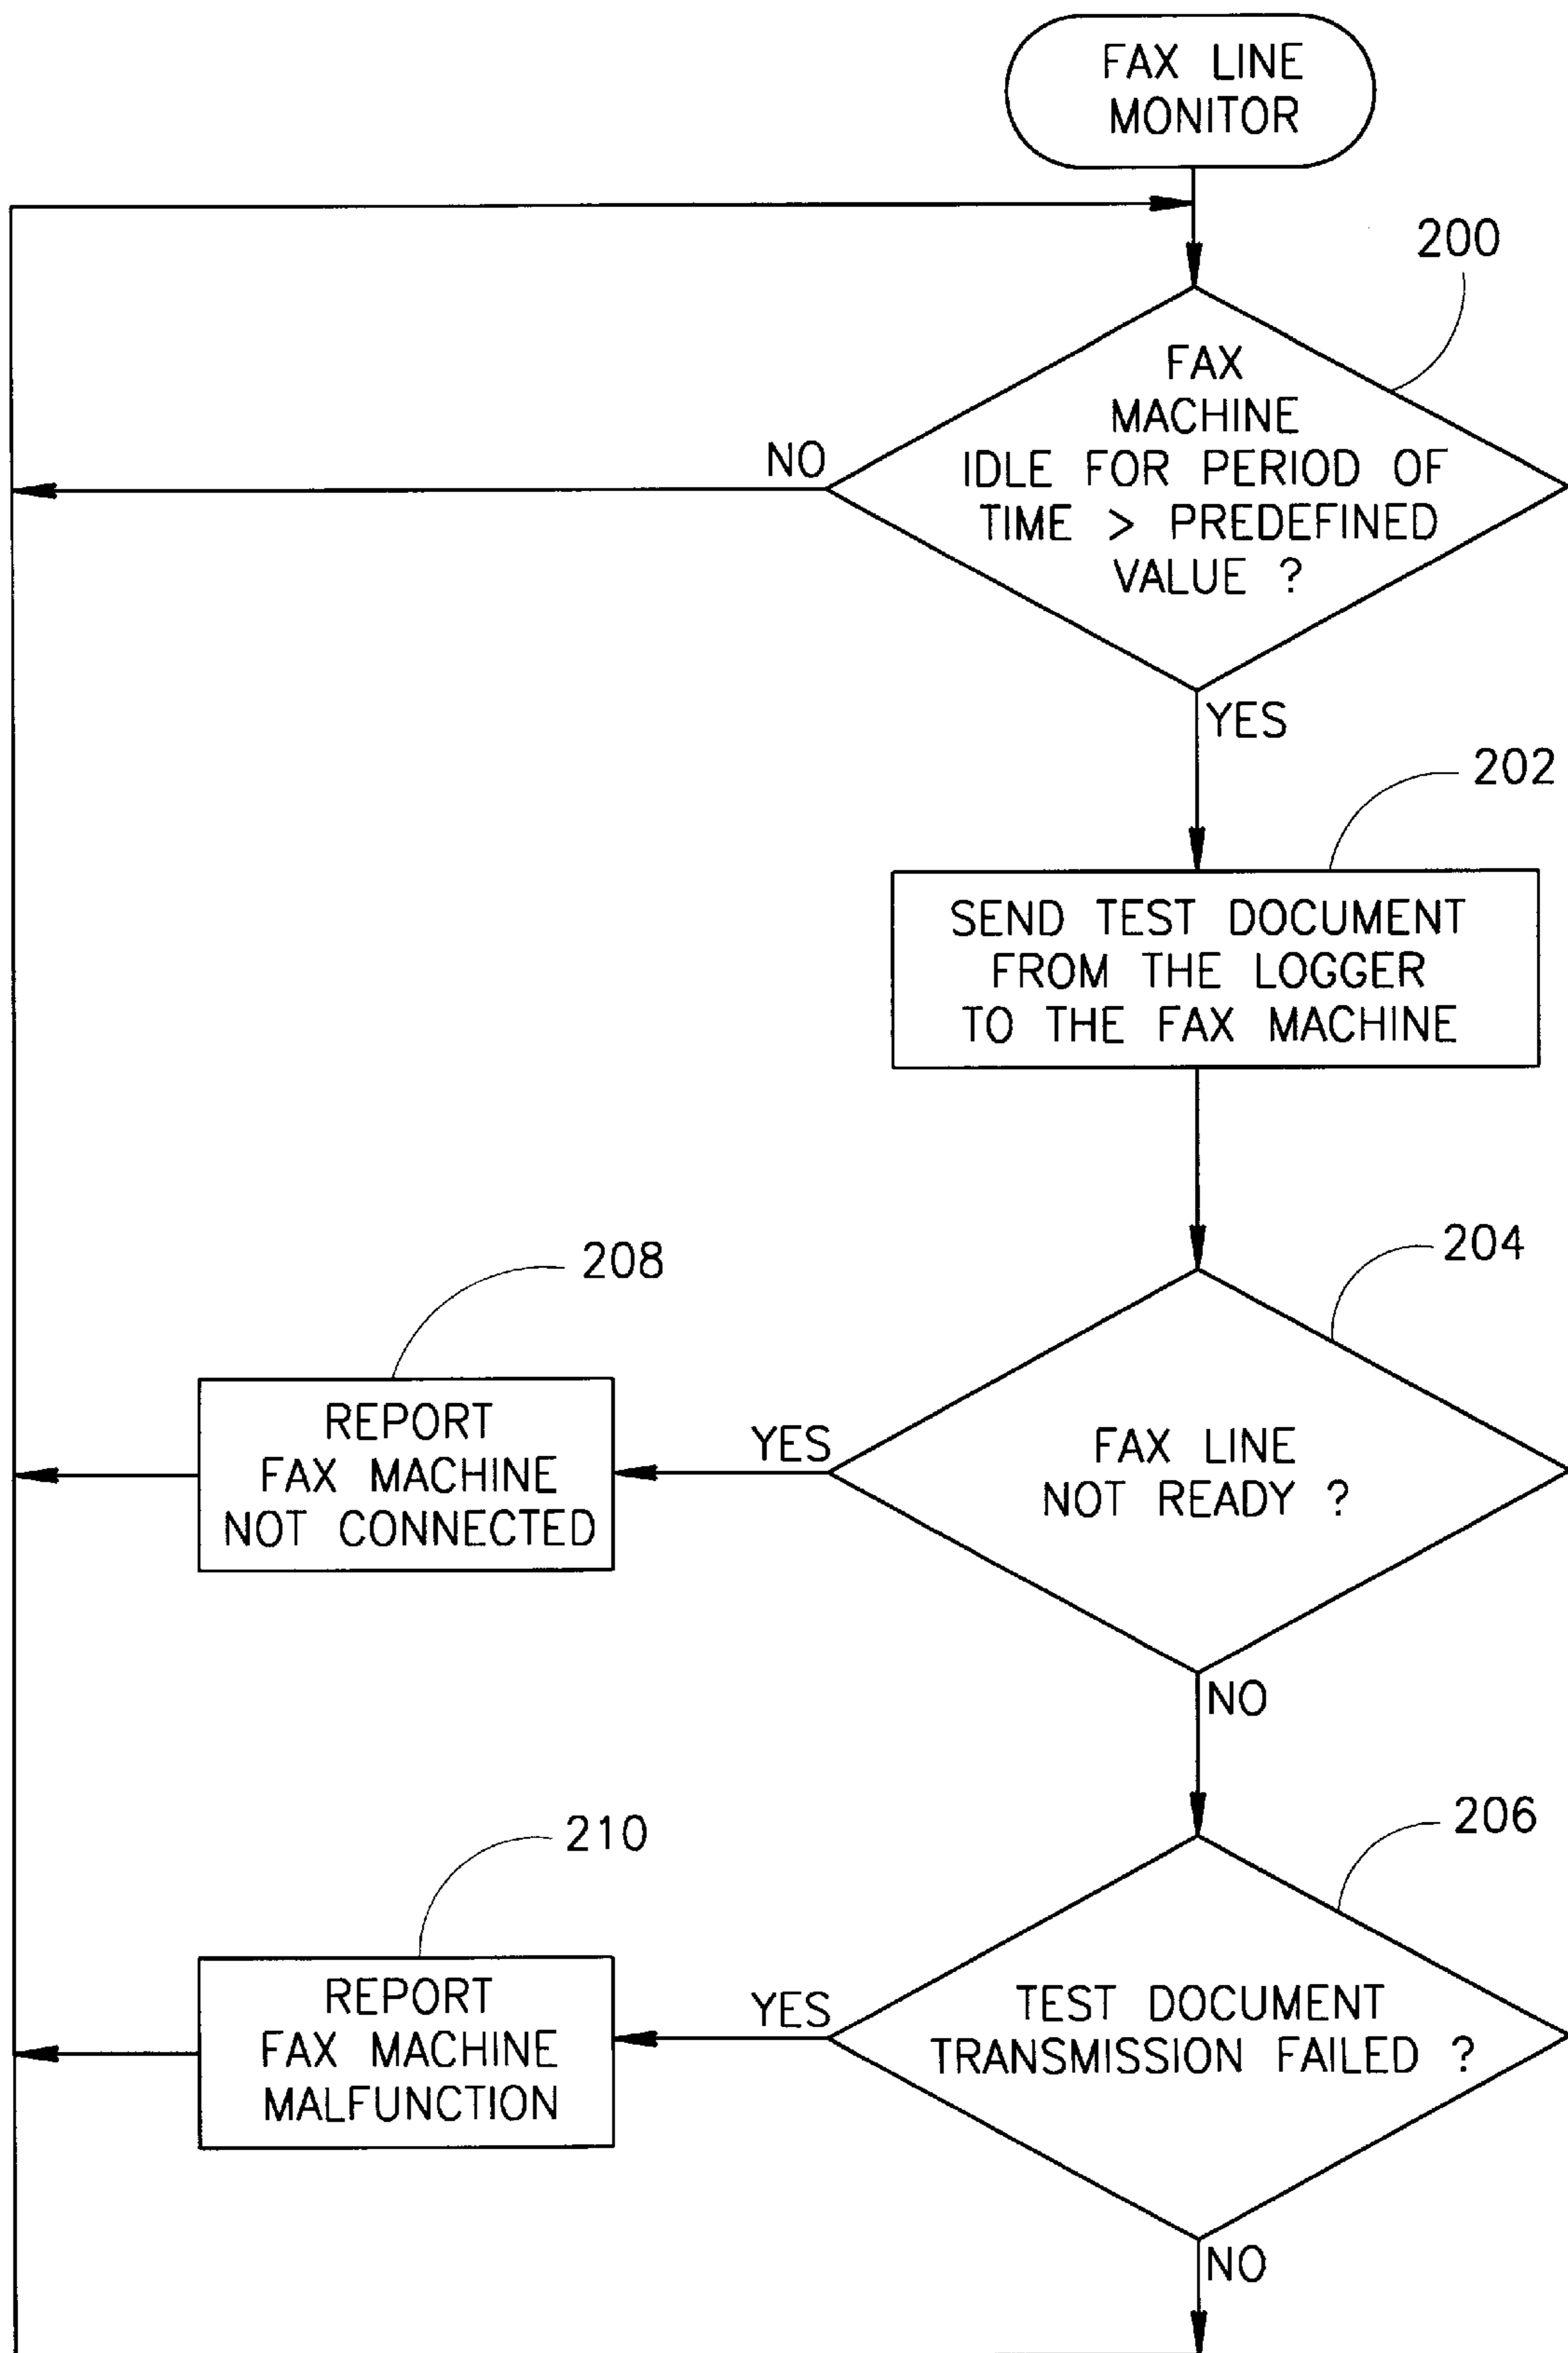 FAX LINE
MONITOR
200
FAX
MACHINE
IDLE FOR PERIOD OF
TIME > PREDEFINED
VALUE ?
NO
YES
202
SEND TEST DOCUMENT
FROM THE LOGGER
TO THE FAX MACHINE
204
FAX LINE
NOT READY ?
YES
208
REPORT
FAX MACHINE
NOT CONNECTED
NO
206
TEST DOCUMENT
TRANSMISSION FAILED ?
YES
210
REPORT
FAX MACHINE
MALFUNCTION
NO